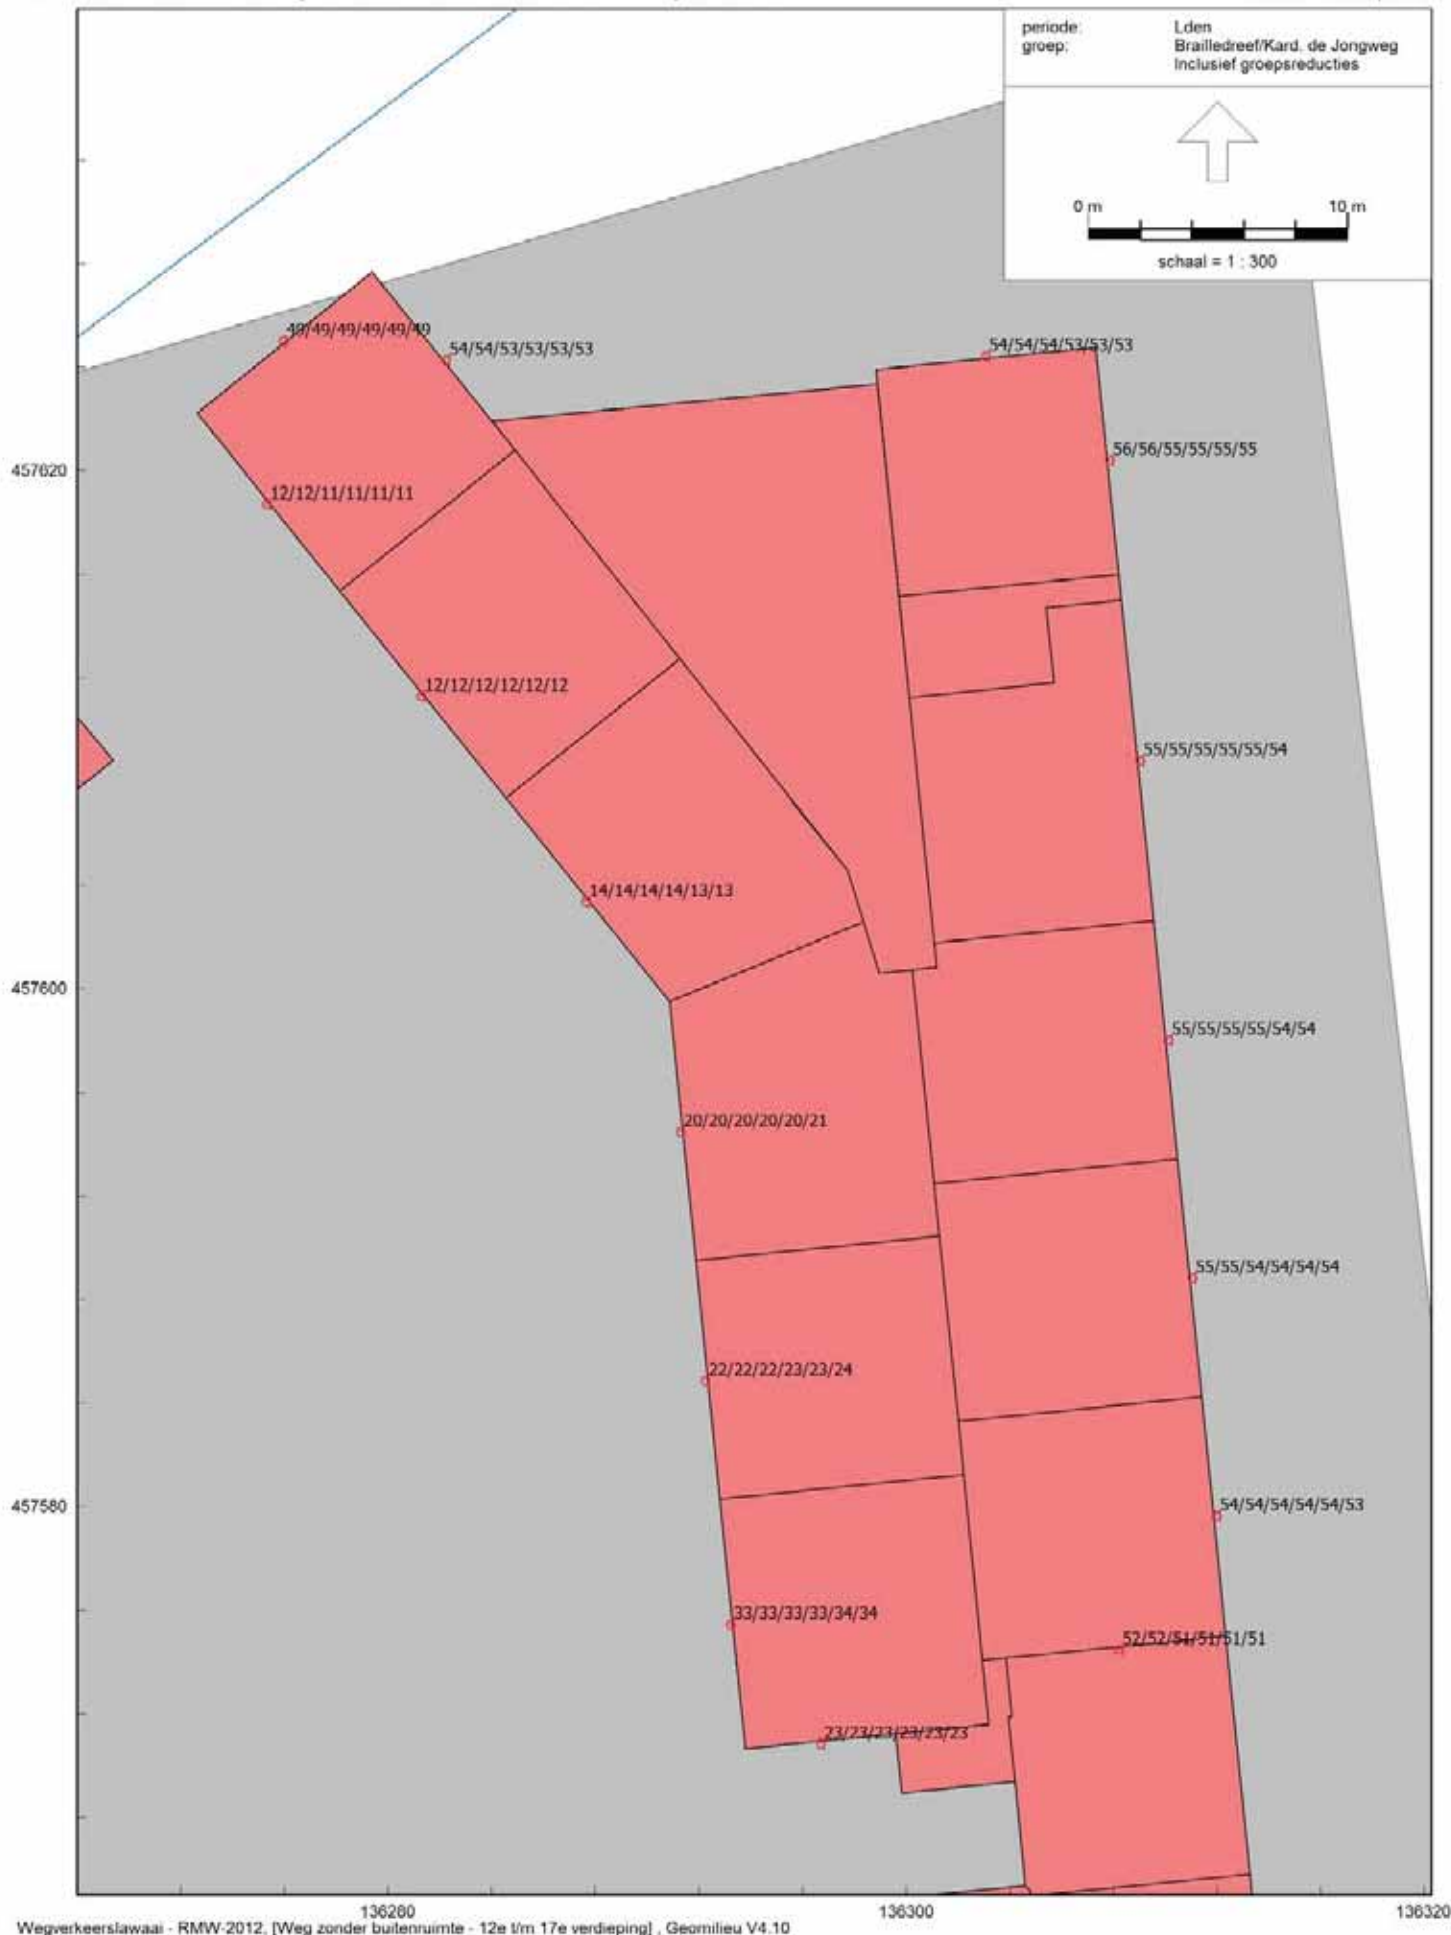 periode: Lden
groep: Brailledreef/Kard. de Jongweg
Inclusief groepsreducties
0 m 10 m
schaal = 1 : 300
49/49/49/49/49/49
54/54/53/53/53/53
54/54/54/53/53/53
56/56/55/55/55/55
457620
12/12/11/11/11/11
12/12/12/12/12/12
55/55/55/55/55/54
14/14/14/14/13/13
457600
55/55/55/55/54/54
20/20/20/20/20/21
55/55/54/54/54/54
22/22/22/23/23/24
457580
54/54/54/54/54/53
33/33/33/33/34/34
52/52/51/51/51/51
23/23/23/23/23/23
136280 136300 136320
Wegverkeerslawaai - RMW-2012, [Weg zonder buitenruimte - 12e t/m 17e verdieping] , Geomilieu V4.10